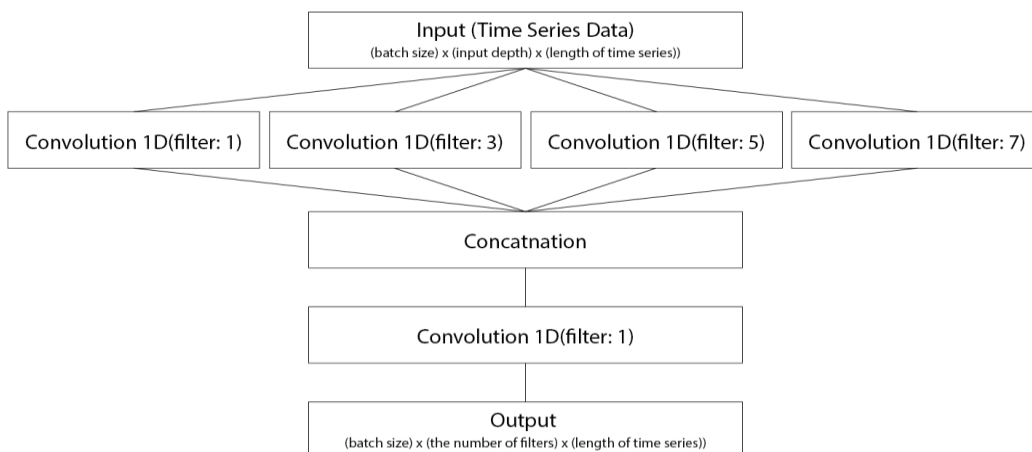 Input (Time Series Data)
(batch size) x (input depth) x (length of time series))
Convolution 1D(filter: 1)
Convolution 1D(filter: 3)
Convolution 1D(filter: 5)
Convolution 1D(filter: 7)
Concatnation
Convolution 1D(filter: 1)
Output
(batch size) x (the number of filters) x (length of time series))